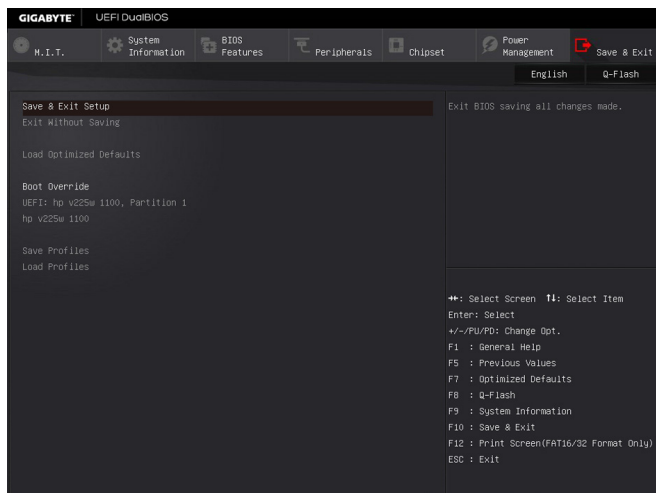 GIGABYTE™ UEFI DualBIOS
M.I.T.
System
Information
BIOS
Features
Peripherals
Chipset
Power
Management
Save & Exit
English
Q-Flash
Save & Exit Setup
Exit Without Saving
Load Optimized Defaults
Boot Override
UEFI: hp v225w 1100, Partition 1
hp v225w 1100
Save Profiles
Load Profiles
Exit BIOS saving all changes made.
→←: Select Screen ↑↓: Select Item
Enter: Select
+/-/PU/PD: Change Opt.
F1 : General Help
F5 : Previous Values
F7 : Optimized Defaults
F8 : Q-Flash
F9 : System Information
F10 : Save & Exit
F12 : Print Screen(FAT16/32 Format Only)
ESC : Exit